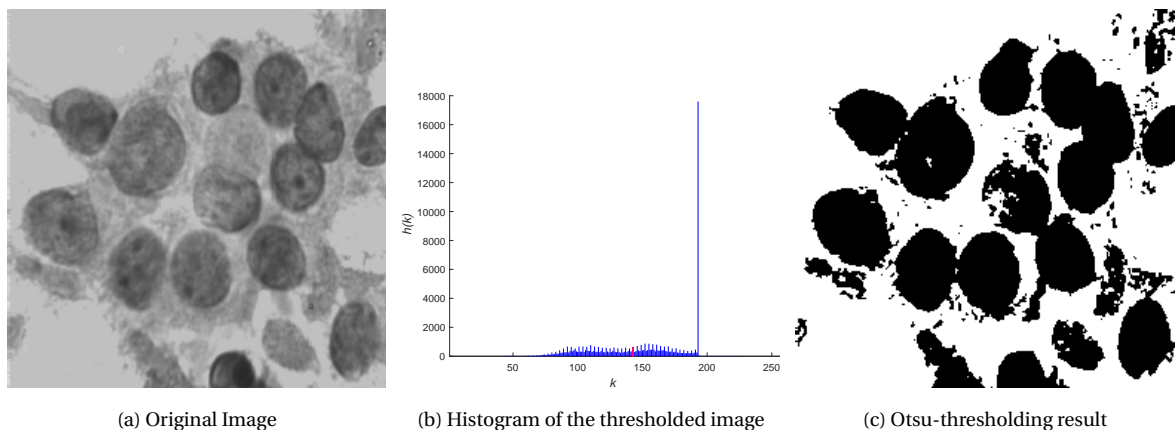 18000
16000
14000
12000
10000
8000
6000
4000
2000
0
h(k)
50 100 150 200 250
k
(a) Original Image
(b) Histogram of the thresholded image
(c) Otsu-thresholding result